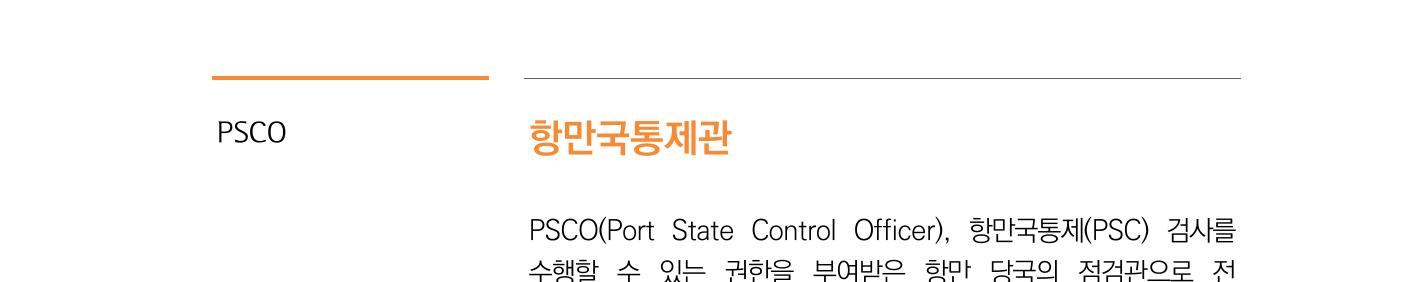 PSCO
항만국통제관
PSCO(Port State Control Officer), 항만국통제(PSC) 검사를
수행할 수 있는 권한을 부여받은 항만 당국의 점검관으로 전